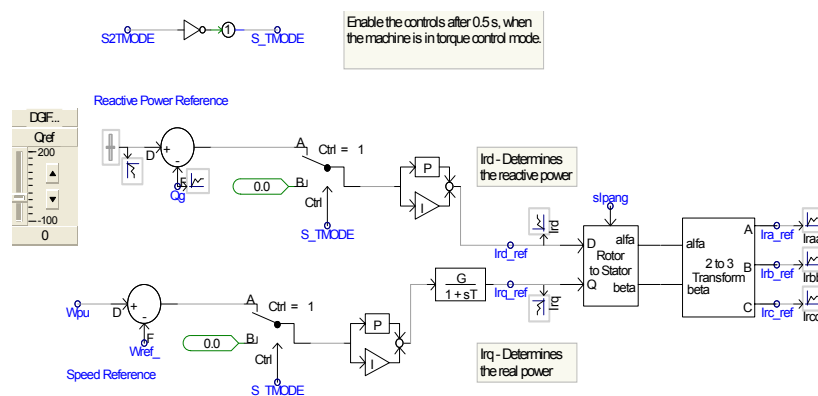 S2TMODE
1
S_TMODE
Enable the controls after 0.5 s, when
the machine is in torque control mode.
DGIF...
Qref
200
-100
0
Reactive Power Reference
D
+
-
F
Qg
A
Ctrl = 1
B
0.0
Ctrl
S_TMODE
P
I
Ird - Determines
the reactive power
slpang
Ird
Ird_ref
D
alfa
Rotor
to Stator
Q
beta
alfa
2 to 3
Transform
beta
A
B
C
Ira_ref
Irb_ref
Irc_ref
Wpu
D
+
-
F
Wref_
Speed Reference
A
Ctrl = 1
B
0.0
Ctrl
S_TMODE
P
I
G
1 + sT
Irq_ref
Irq
Irq - Determines
the real power